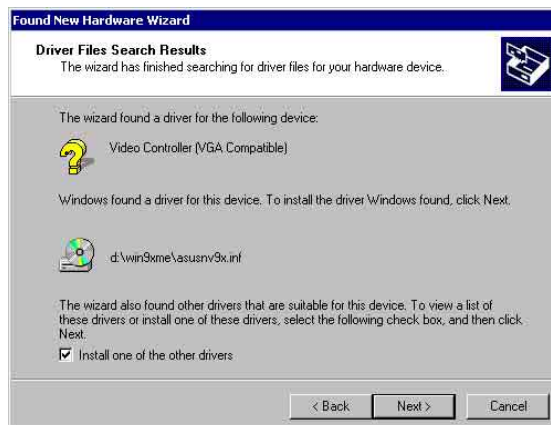 Found New Hardware Wizard
Driver Files Search Results
The wizard has finished searching for driver files for your hardware device.
The wizard found a driver for the following device:
Video Controller (VGA Compatible)
Windows found a driver for this device. To install the driver Windows found, click Next.
d:\win9xme\asusnv9x.inf
The wizard also found other drivers that are suitable for this device. To view a list of
these drivers or install one of these drivers, select the following check box, and then click
Next.
Install one of the other drivers
< Back
Next >
Cancel